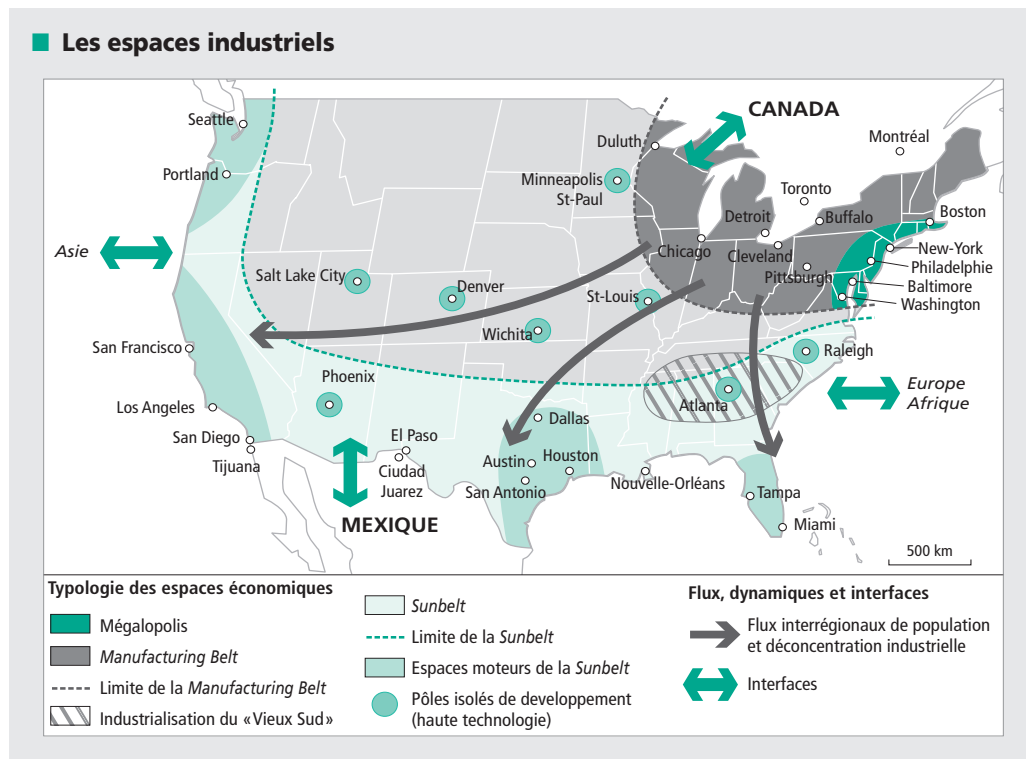 Les espaces industriels
CANADA
Seattle
Duluth
Montréal
Portland
Minneapolis
St-Paul
Toronto
Detroit
Buffalo
Boston
Asie
Chicago
Cleveland
New-York
Pittsburgh
Philadelphie
Salt Lake City
Denver
St-Louis
Baltimore
Washington
Wichita
San Francisco
Raleigh
Phoenix
Europe
Afrique
Los Angeles
Atlanta
Dallas
San Diego
El Paso
Tijuana
Ciudad
Juarez
Austin
Houston
San Antonio
Nouvelle-Orléans
Tampa
MEXIQUE
Miami
500 km
Typologie des espaces économiques
Mégalopolis
Manufacturing Belt
Limite de la Manufacturing Belt
Industrialisation du «Vieux Sud»
Sunbelt
Limite de la Sunbelt
Espaces moteurs de la Sunbelt
Pôles isolés de developpement
(haute technologie)
Flux, dynamiques et interfaces
Flux interrégionaux de population
et déconcentration industrielle
Interfaces